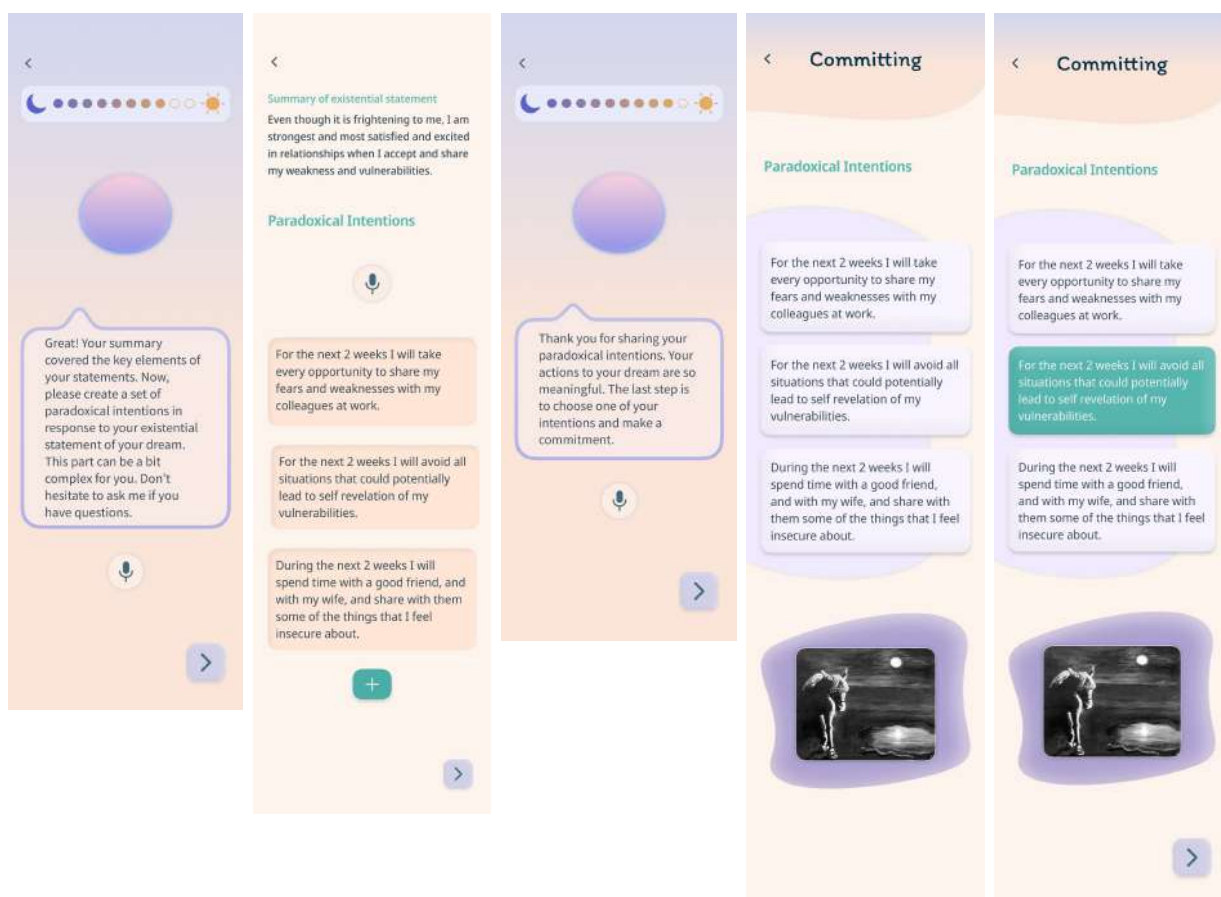 Great! Your summary
covered the key elements of
your statements. Now,
please create a set of
paradoxical intentions in
response to your existential
statement of your dream.
This part can be a bit
complex for you. Don't
hesitate to ask me if you
have questions.
Summary of existential statement
Even though it is frightening to me, I am
strongest and most satisfied and excited
in relationships when I accept and share
my weakness and vulnerabilities.
Paradoxical Intentions
For the next 2 weeks I will take
every opportunity to share my
fears and weaknesses with my
colleagues at work.
For the next 2 weeks I will avoid all
situations that could potentially
lead to self revelation of my
vulnerabilities.
During the next 2 weeks I will
spend time with a good friend, and
with my wife, and share with them
some of the things that I feel
insecure about.
Thank you for sharing your
paradoxical intentions. Your
actions to your dream are so
meaningful. The last step is
to choose one of your
intentions and make a
commitment.
Committing
Paradoxical Intentions
For the next 2 weeks I will take
every opportunity to share my
fears and weaknesses with my
colleagues at work.
For the next 2 weeks I will avoid all
situations that could potentially
lead to self revelation of my
vulnerabilities.
During the next 2 weeks I will
spend time with a good friend,
and with my wife, and share with
them some of the things that I feel
insecure about.
Committing
Paradoxical Intentions
For the next 2 weeks I will take
every opportunity to share my
fears and weaknesses with my
colleagues at work.
For the next 2 weeks I will avoid all
situations that could potentially
lead to self revelation of my
vulnerabilities.
During the next 2 weeks I will
spend time with a good friend,
and with my wife, and share with
them some of the things that I feel
insecure about.